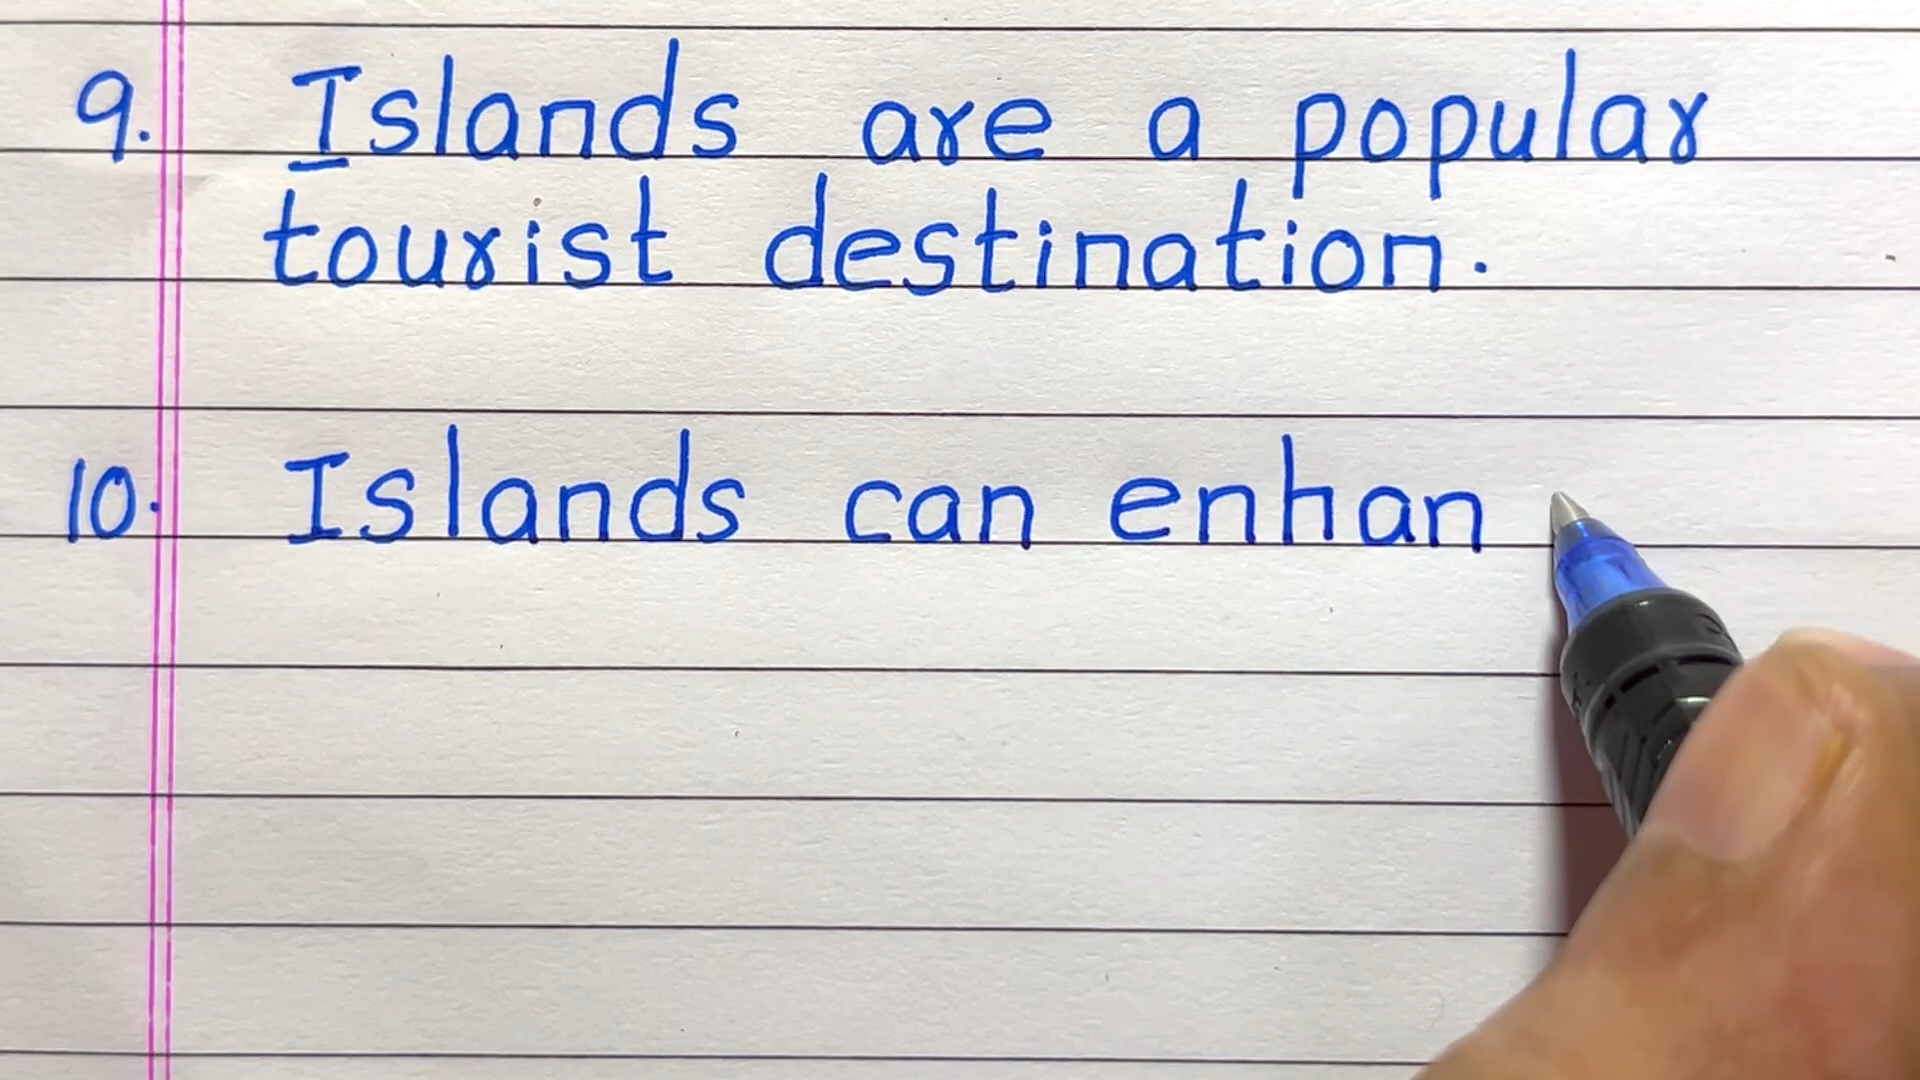 9. Islands are a popular
tourist destination.
10. Islands can enhan